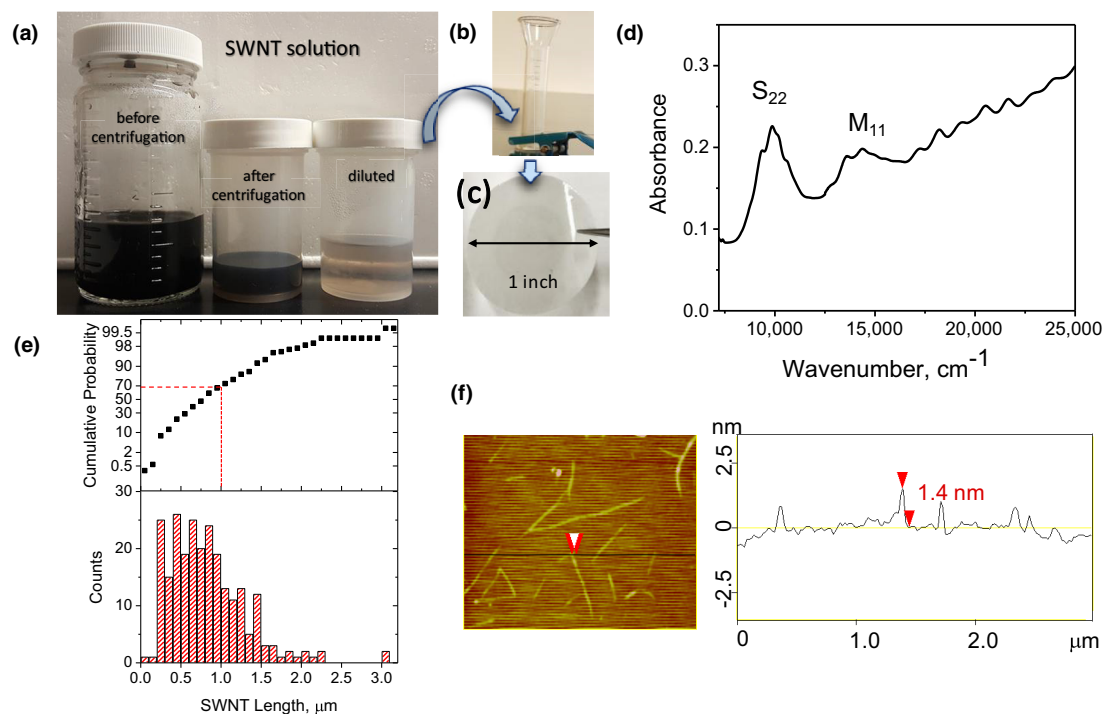 (a)
SWNT solution
before
centrifugation
after
centrifugation
diluted
(b)
(c)
1 inch
(d)
0.3
0.2
0.1
0.0
Absorbance
S22
M11
10,000 15,000 20,000 25,000
Wavenumber, cm-1
(e)
99.5
98
90
70
50
30
10
2
0.5
Cumulative Probability
30
20
10
0
Counts
0.0 0.5 1.0 1.5 2.0 2.5 3.0
SWNT Length, μm
(f)
nm
2.5
0
-2.5
1.4 nm
0 1.0 2.0 μm